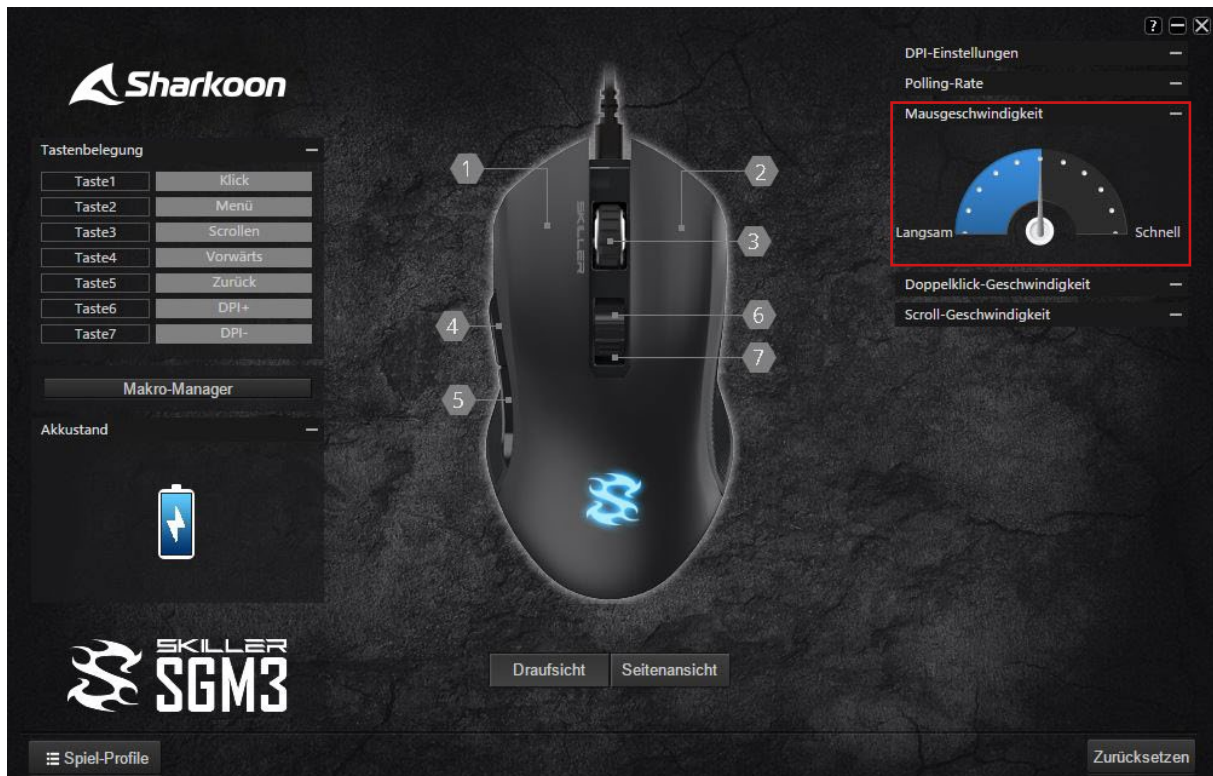 ?
Sharkoon
Tastenbelegung
Taste1 Klick
Taste2 Menü
Taste3 Scrollen
Taste4 Vorwärts
Taste5 Zurück
Taste6 DPI+
Taste7 DPI-
Makro-Manager
Akkustand
SKILLER
SGM3
1
2
3
4
5
6
7
SKILLER
Draufsicht Seitenansicht
DPI-Einstellungen
Polling-Rate
Mausgeschwindigkeit
Langsam Schnell
Doppelklick-Geschwindigkeit
Scroll-Geschwindigkeit
Spiel-Profile
Zurücksetzen